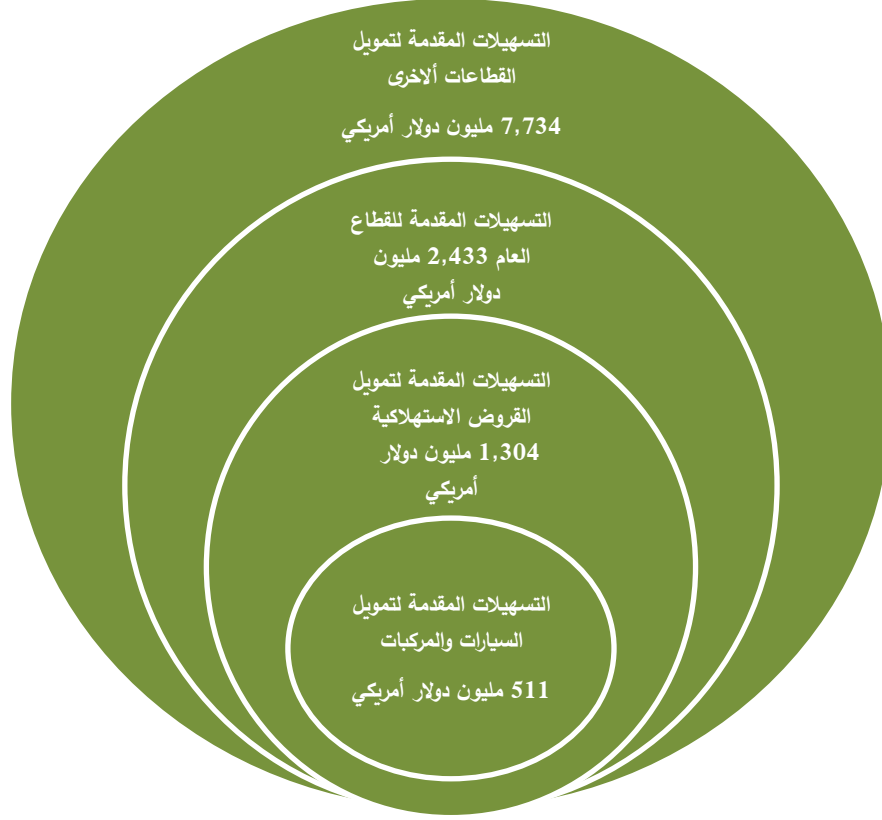 التسهيلات المقدمة لتمويل
القطاعات ألاخرى
7,734 مليون دولار أمريكي
التسهيلات المقدمة للقطاع
العام 2,433 مليون
دولار أمريكي
التسهيلات المقدمة لتمويل
القروض الاستهلاكية
1,304 مليون دولار
أمريكي
التسهيلات المقدمة لتمويل
السيارات والمركبات
511 مليون دولار أمريكي